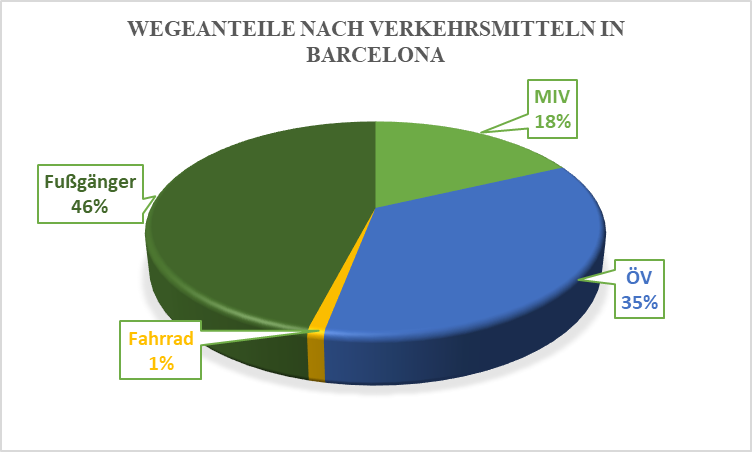 WEGEANTEILE NACH VERKEHRSMITTELN IN
BARCELONA
MIV
18%
Fußgänger
46%
ÖV
35%
Fahrrad
1%